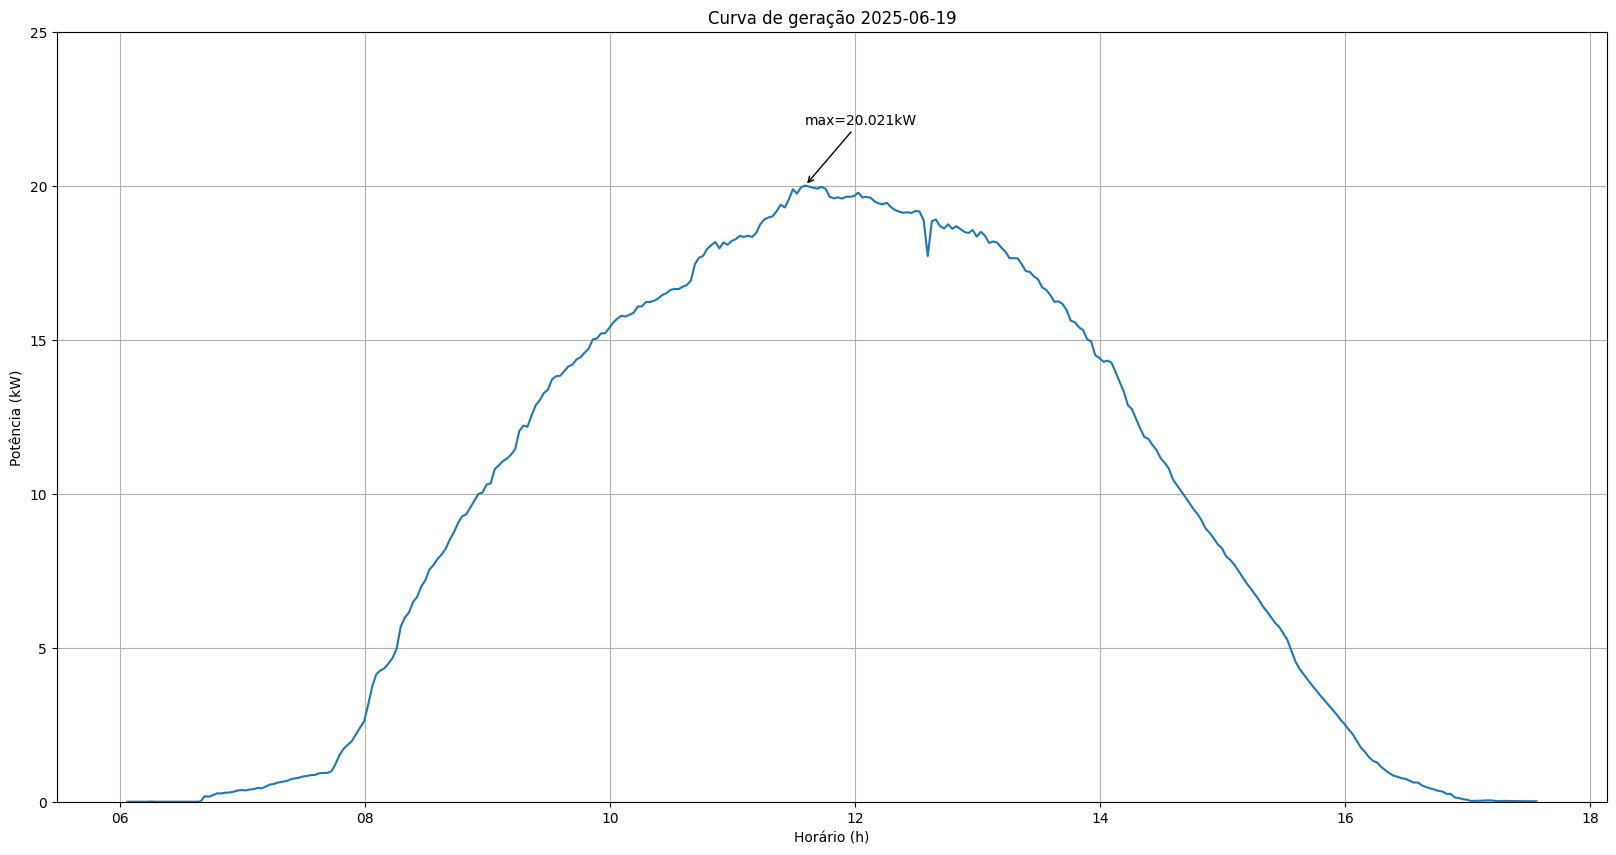 Curva de geração 2025-06-19
25
max=20.021kW
20
15
Potência (kW)
10
5
0
06 08 10 12 14 16 18
Horário (h)